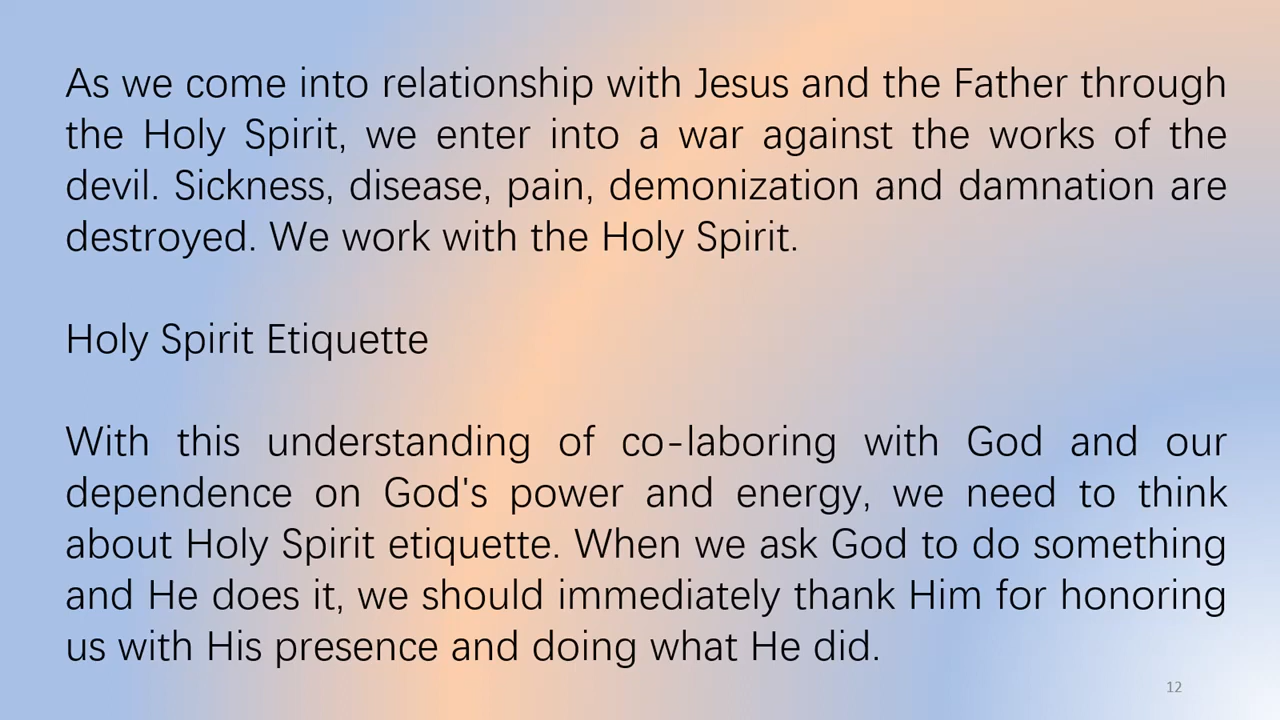 As we come into relationship with Jesus and the Father through
the Holy Spirit, we enter into a war against the works of the
devil. Sickness, disease, pain, demonization and damnation are
destroyed. We work with the Holy Spirit.
Holy Spirit Etiquette
With this understanding of co-laboring with God and our
dependence on God's power and energy, we need to think
about Holy Spirit etiquette. When we ask God to do something
and He does it, we should immediately thank Him for honoring
us with His presence and doing what He did.
12